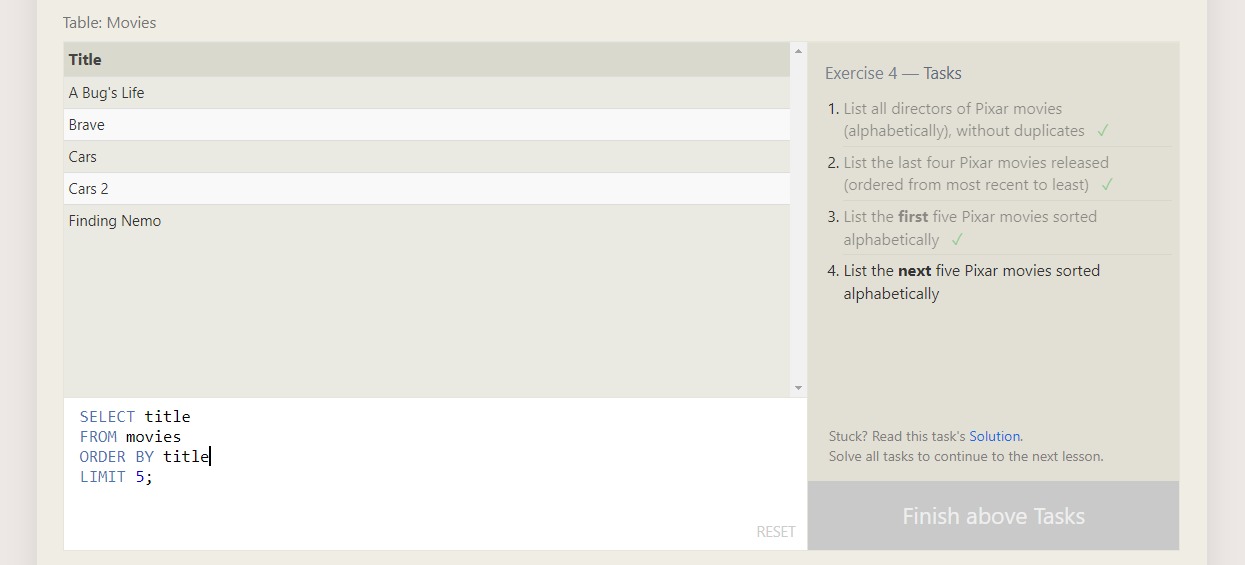 Table: Movies
Title
A Bug's Life
Brave
Cars
Cars 2
Finding Nemo
SELECT title
FROM movies
ORDER BY title
LIMIT 5;
RESET
Exercise 4 — Tasks
1. List all directors of Pixar movies
(alphabetically), without duplicates ✓
2. List the last four Pixar movies released
(ordered from most recent to least) ✓
3. List the first five Pixar movies sorted
alphabetically ✓
4. List the next five Pixar movies sorted
alphabetically
Stuck? Read this task's Solution.
Solve all tasks to continue to the next lesson.
Finish above Tasks